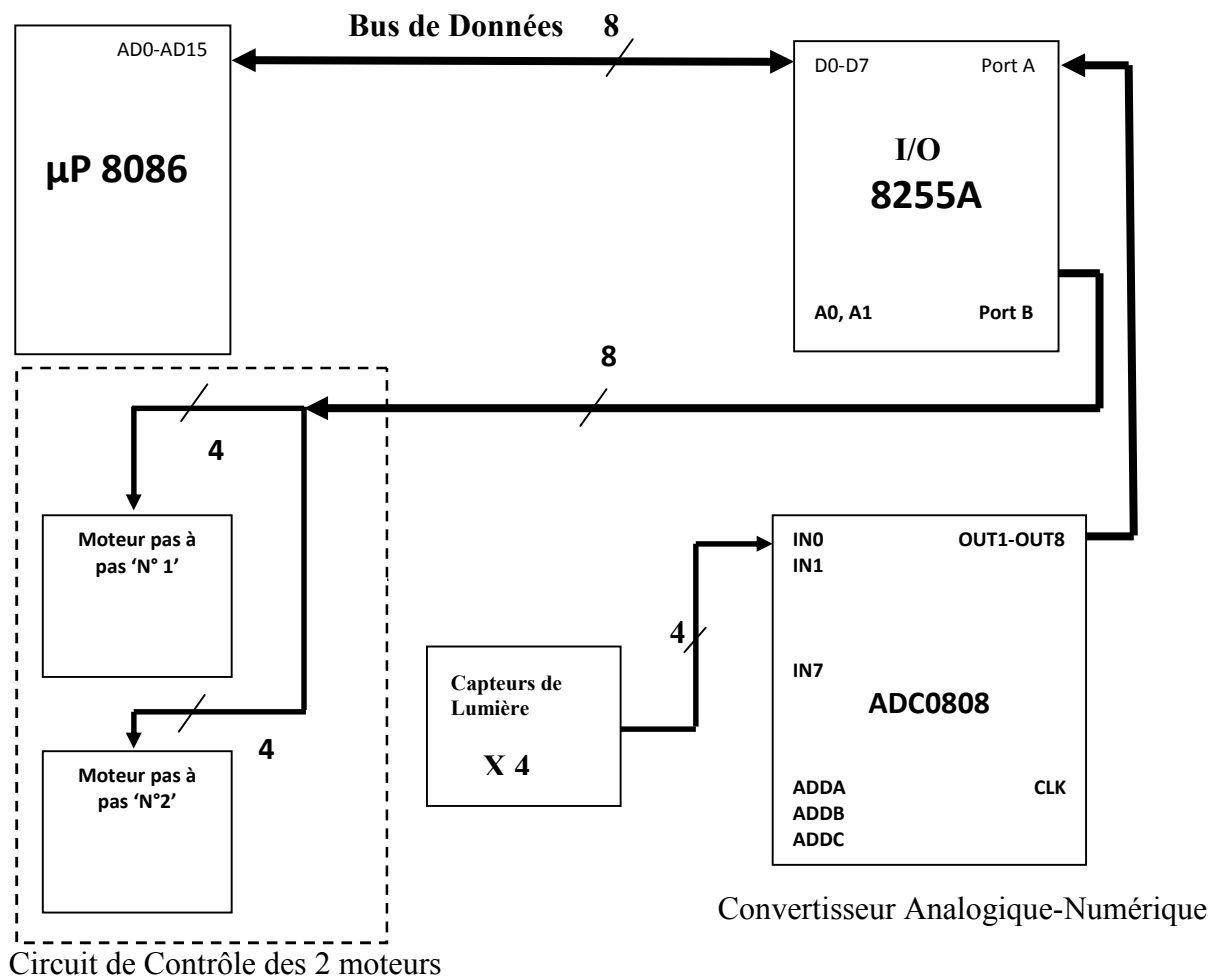 Bus de Données 8
AD0-AD15
µP 8086
D0-D7 Port A
I/O
8255A
A0, A1 Port B
8
4
Moteur pas à
pas ‘N° 1’
4
Moteur pas à
pas ‘N°2’
Circuit de Contrôle des 2 moteurs
Capteurs de
Lumière
X 4
4
IN0 OUT1-OUT8
IN1
IN7
ADC0808
ADDA CLK
ADDB
ADDC
Convertisseur Analogique-Numérique